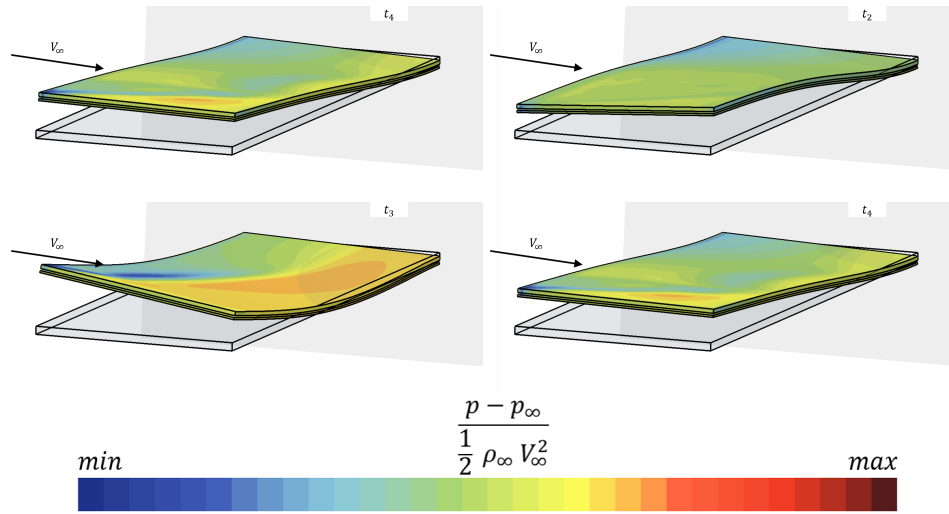 t₄
V∞
t₂
V∞
t₃
V∞
t₄
V∞
p − p∞
½ ρ∞ V∞²
min
max